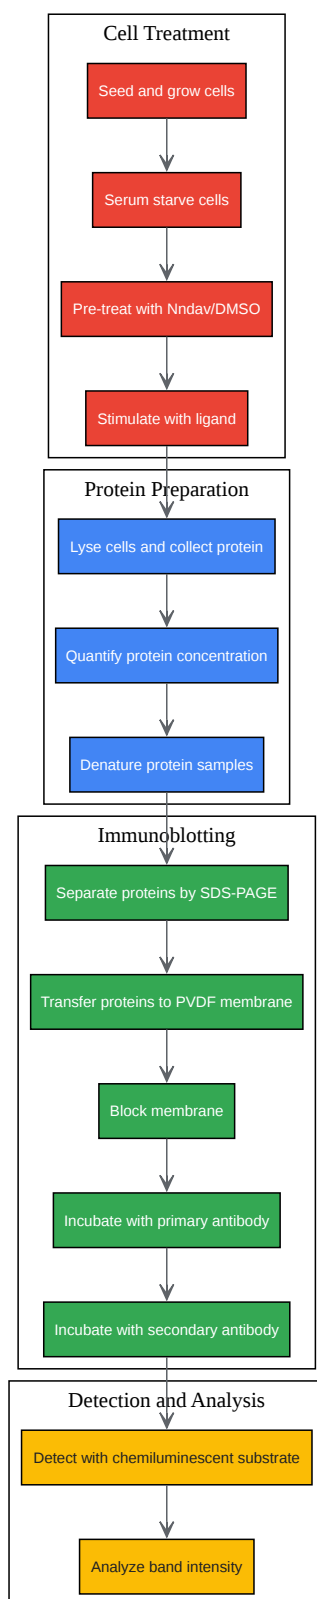 Cell Treatment
Seed and grow cells
Serum starve cells
Pre-treat with Nndav/DMSO
Stimulate with ligand
Protein Preparation
Lyse cells and collect protein
Quantify protein concentration
Denature protein samples
Immunoblotting
Separate proteins by SDS-PAGE
Transfer proteins to PVDF membrane
Block membrane
Incubate with primary antibody
Incubate with secondary antibody
Detection and Analysis
Detect with chemiluminescent substrate
Analyze band intensity